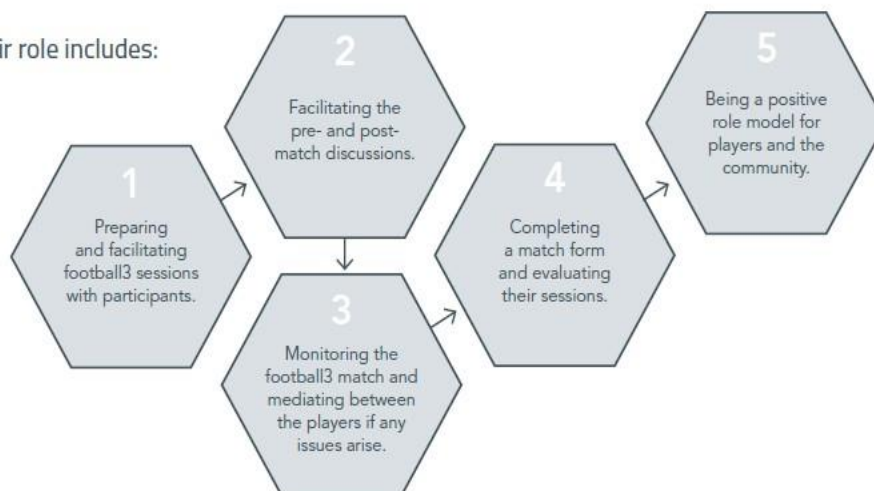 ir role includes:
1
Preparing
and facilitating
football3 sessions
with participants.
2
Facilitating the
pre- and post-
match discussions.
3
Monitoring the
football3 match and
mediating between
the players if any
issues arise.
4
Completing
a match form
and evaluating
their sessions.
5
Being a positive
role model for
players and the
community.